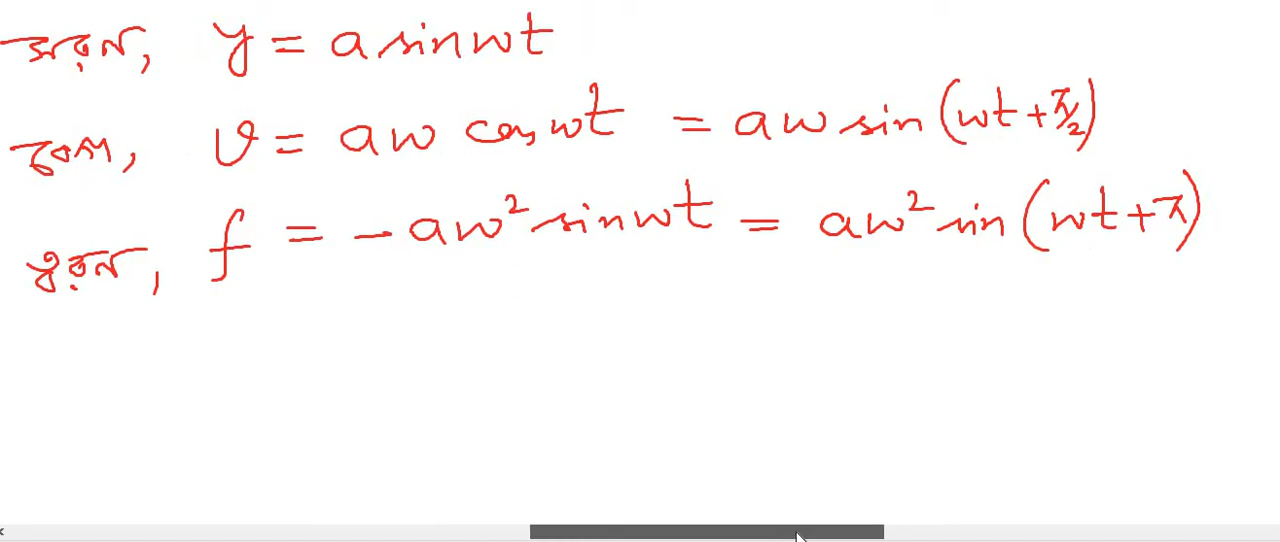 সরণ, y = a sin ωt
বেগ, v = aω cos ωt = aω sin (ωt + π/2)
ত্বরণ, f = - aω² sin ωt = aω² sin (ωt + π)